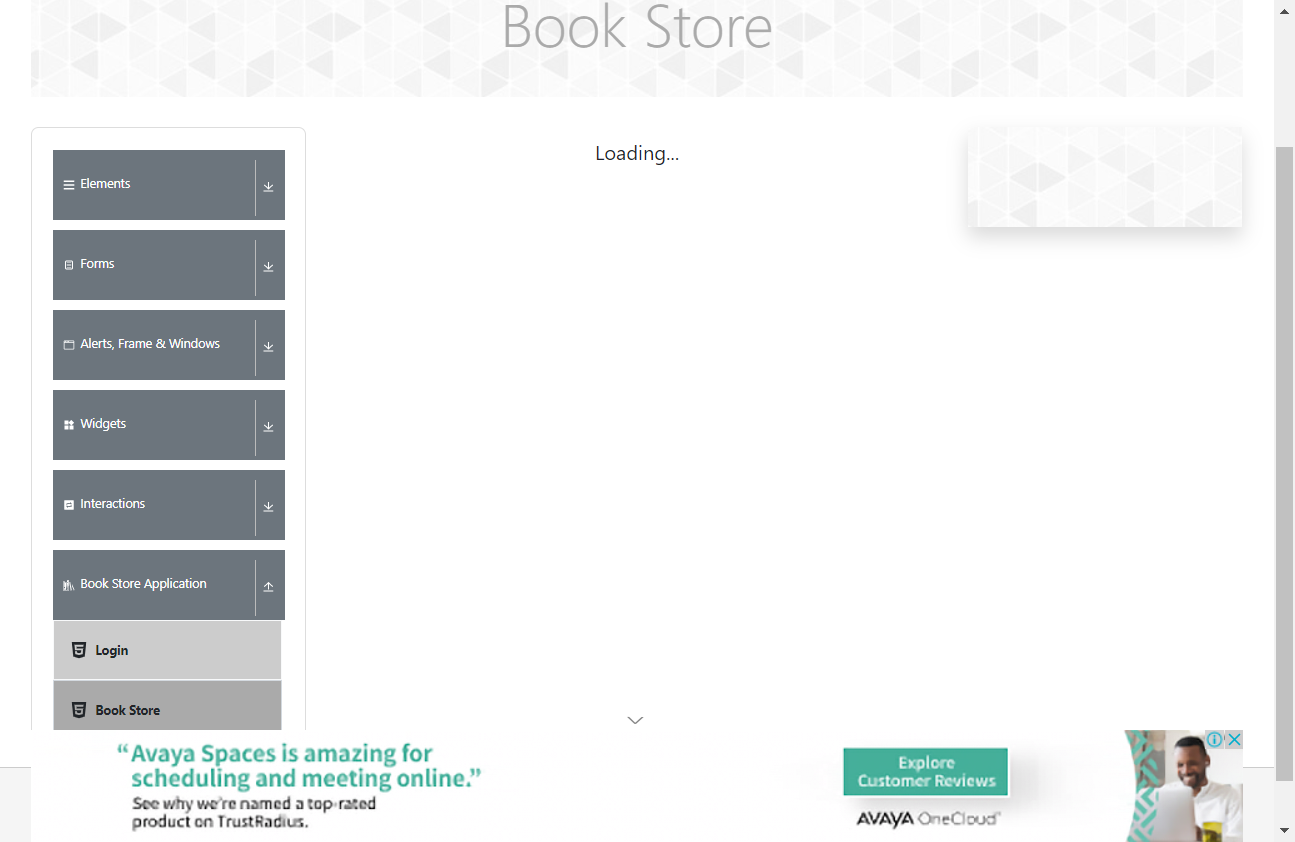 Book Store
Loading...
Elements
Forms
Alerts, Frame & Windows
Widgets
Interactions
Book Store Application
Login
Book Store
“Avaya Spaces is amazing for
scheduling and meeting online.”
See why we're named a top-rated
product on TrustRadius.
Explore
Customer Reviews
AVAYA OneCloud™